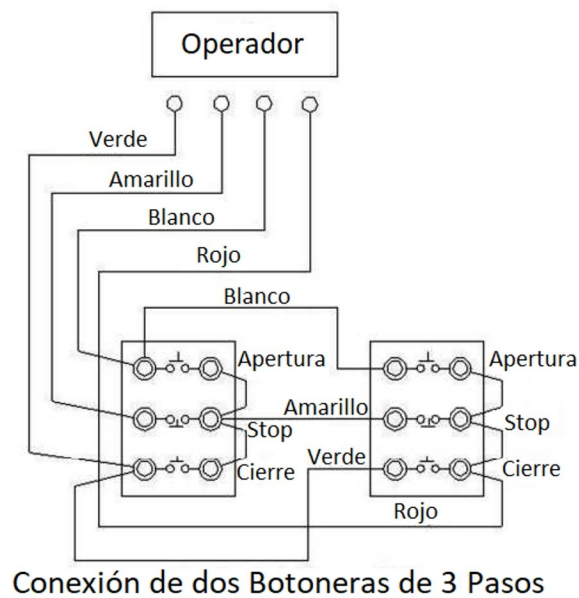 Operador
Verde
Amarillo
Blanco
Rojo
Blanco
Apertura
Apertura
Amarillo
Stop
Stop
Verde
Cierre
Cierre
Rojo
Conexión de dos Botoneras de 3 Pasos